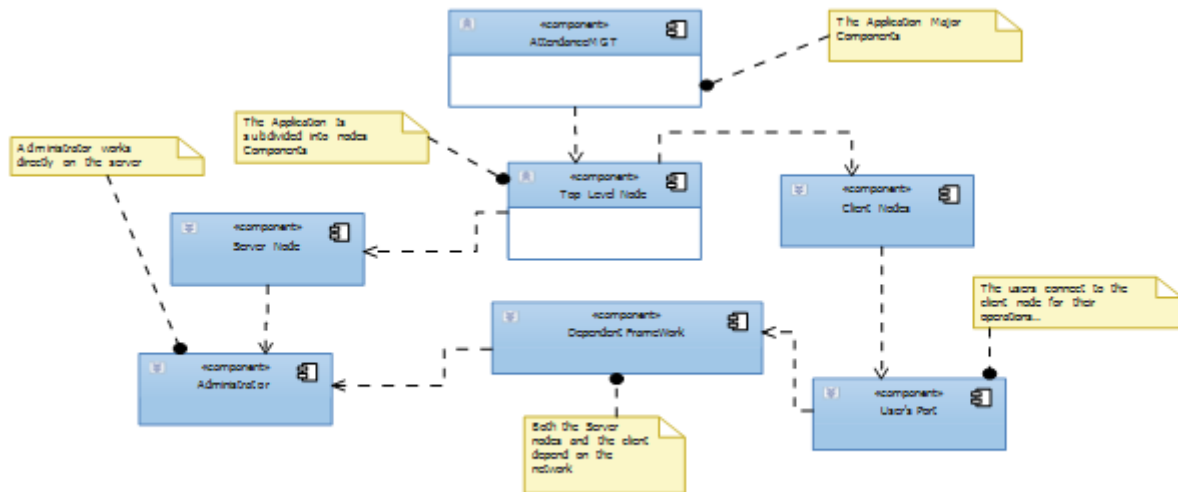 «component»
AttendanceMGT
The Application Major
Components
The Application is
subdivided into nodes
Components
Administrator works
directly on the server
«component»
Top Level Node
«component»
Client Nodes
«component»
Server Node
The users connect to the
client node for their
operations...
«component»
Dependent FrameWork
«component»
Administrator
«component»
User's Port
Both the Server
nodes and the client
depend on the
network